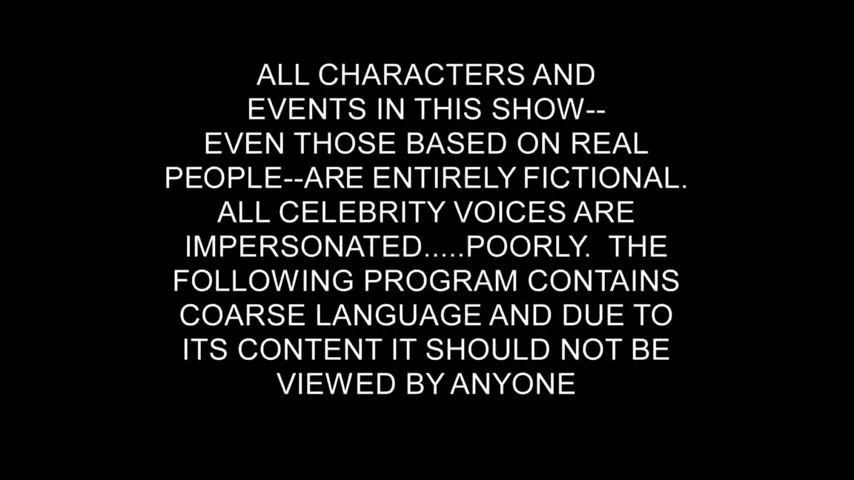 ALL CHARACTERS AND
EVENTS IN THIS SHOW--
EVEN THOSE BASED ON REAL
PEOPLE--ARE ENTIRELY FICTIONAL.
ALL CELEBRITY VOICES ARE
IMPERSONATED.....POORLY. THE
FOLLOWING PROGRAM CONTAINS
COARSE LANGUAGE AND DUE TO
ITS CONTENT IT SHOULD NOT BE
VIEWED BY ANYONE